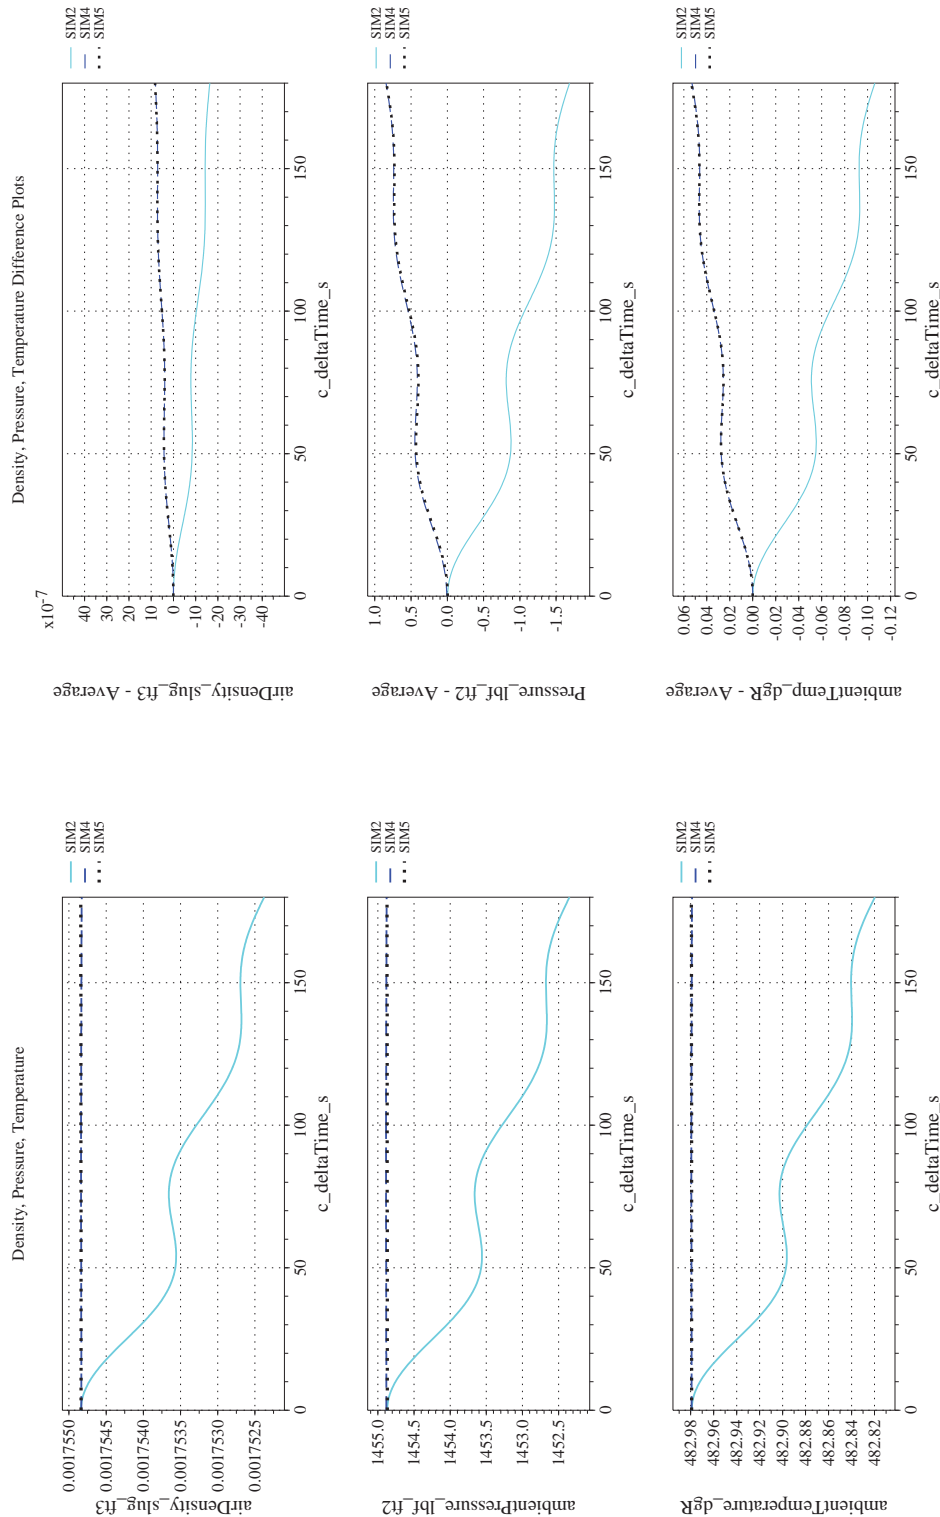 Density, Pressure, Temperature Difference Plots
x10^-7
40
30
20
10
0
-10
-20
-30
-40
airDensity_slug_ft3 - Average
0
50
100
150
c_deltaTime_s
SIM2
SIM4
SIM5
1.0
0.5
0.0
-0.5
-1.0
-1.5
Pressure_lbf_ft2 - Average
0
50
100
150
c_deltaTime_s
SIM2
SIM4
SIM5
0.06
0.04
0.02
0.00
-0.02
-0.04
-0.06
-0.08
-0.10
-0.12
ambientTemp_dgR - Average
0
50
100
150
c_deltaTime_s
SIM2
SIM4
SIM5
Density, Pressure, Temperature
0.0017550
0.0017545
0.0017540
0.0017535
0.0017530
0.0017525
airDensity_slug_ft3
0
50
100
150
c_deltaTime_s
SIM2
SIM4
SIM5
1455.0
1454.5
1454.0
1453.5
1453.0
1452.5
ambientPressure_lbf_ft2
0
50
100
150
c_deltaTime_s
SIM2
SIM4
SIM5
482.98
482.96
482.94
482.92
482.90
482.88
482.86
482.84
482.82
ambientTemperature_dgR
0
50
100
150
c_deltaTime_s
SIM2
SIM4
SIM5